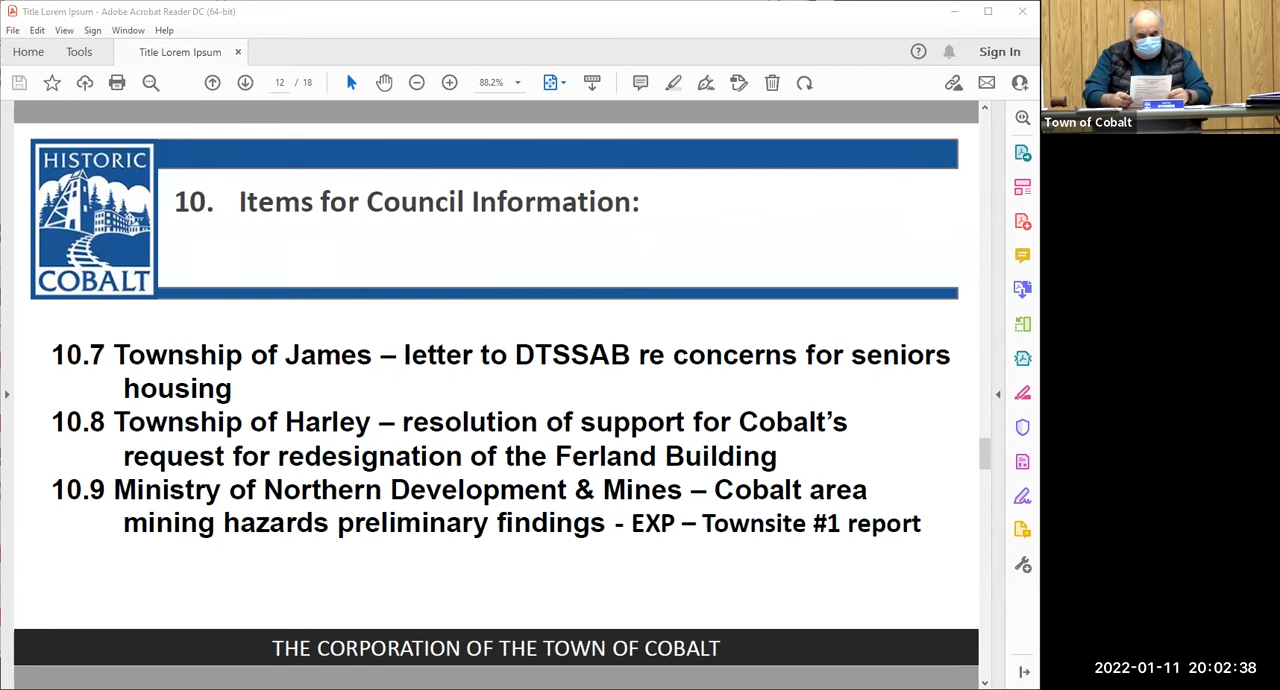 Title Lorem Ipsum - Adobe Acrobat Reader DC (64-bit)
File Edit View Sign Window Help
Home Tools Title Lorem Ipsum × Sign In
12 / 18 88.2%
HISTORIC
COBALT
10. Items for Council Information:
10.7 Township of James – letter to DTSSAB re concerns for seniors
housing
10.8 Township of Harley – resolution of support for Cobalt’s
request for redesignation of the Ferland Building
10.9 Ministry of Northern Development & Mines – Cobalt area
mining hazards preliminary findings - EXP – Townsite #1 report
THE CORPORATION OF THE TOWN OF COBALT
Town of Cobalt
2022-01-11 20:02:38